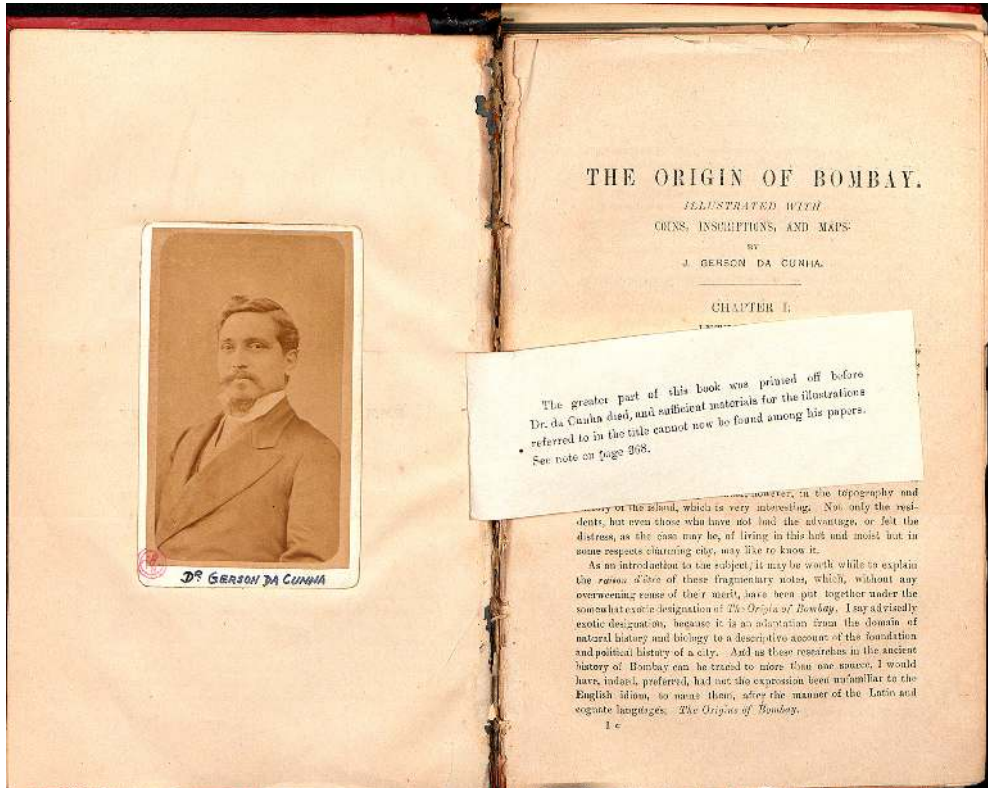 Dr GERSON DA CUNHA
THE ORIGIN OF BOMBAY.
ILLUSTRATED WITH
COINS, INSCRIPTIONS, AND MAPS.
BY
J. GERSON DA CUNHA.
CHAPTER I.
The greater part of this book was printed off before
Dr. da Cunha died, and sufficient materials for the illustrations
referred to in the title cannot now be found among his papers.
See note on page 368.
however, in the topography and
of the island, which is very interesting. Not only the resi-
dents, but even those who have not had the advantage, or felt the
distress, as the case may be, of living in this hot and moist but in
some respects charming city, may like to know it.
As an introduction to the subject, it may be worth while to explain
the raison d'être of these fragmentary notes, which, without any
overweening sense of their merit, have been put together under the
somewhat exotic designation of The Origin of Bombay. I say advisedly
exotic designation, because it is an adaptation from the domain of
natural history and biology to a descriptive account of the foundation
and political history of a city. And as these researches in the ancient
history of Bombay can be traced to more than one source, I would
have, indeed, preferred, had not the expression been unfamiliar to the
English idiom, to name them, after the manner of the Latin and
cognate languages, The Origins of Bombay.
1 c